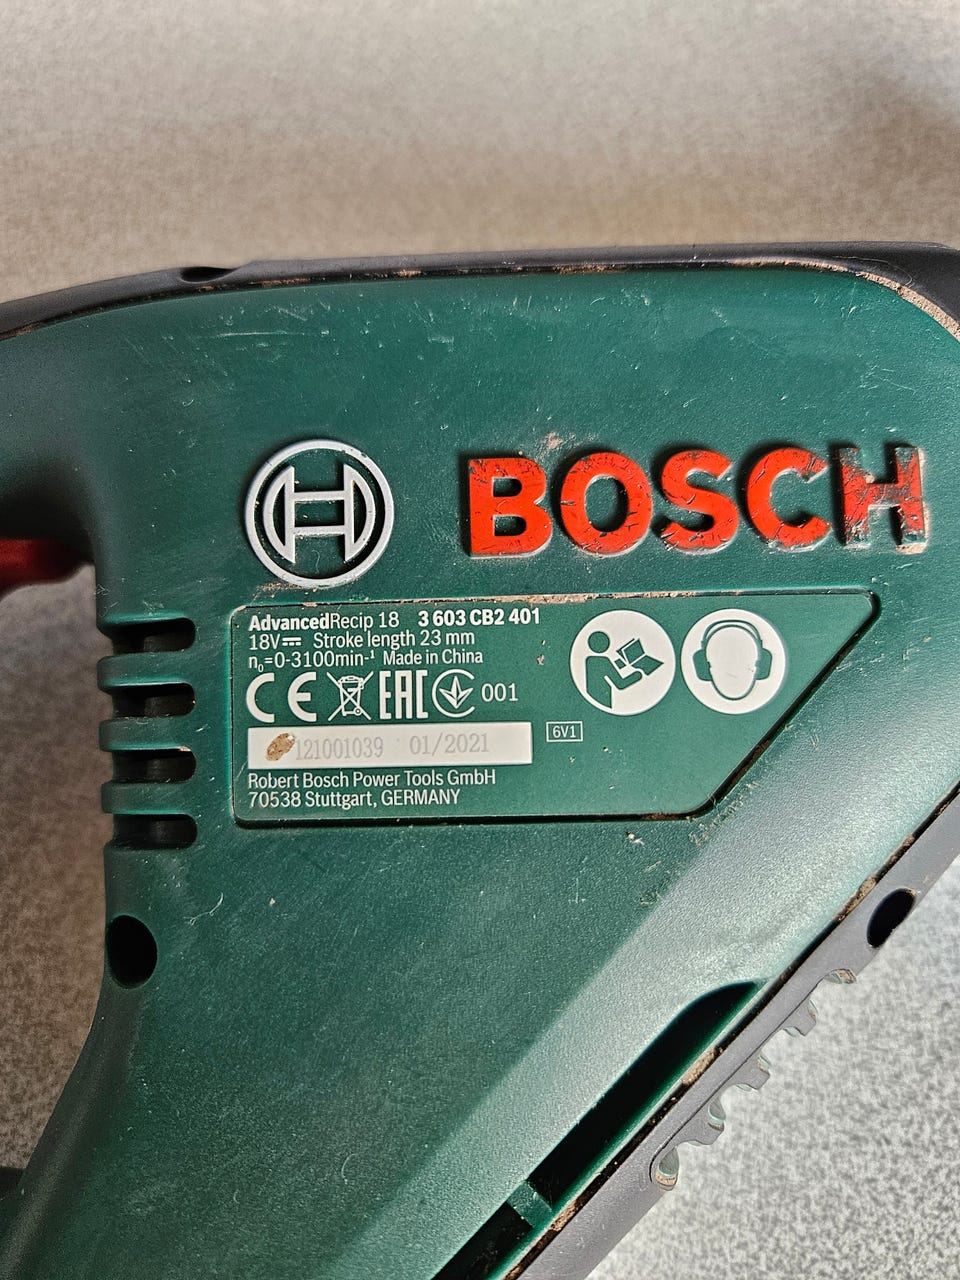 BOSCH
AdvancedRecip 18 3 603 CB2 401
18V⎓ Stroke length 23 mm
n₀=0-3100min-¹ Made in China
CE EAC 001
121001039 01/2021
6V1
Robert Bosch Power Tools GmbH
70538 Stuttgart, GERMANY